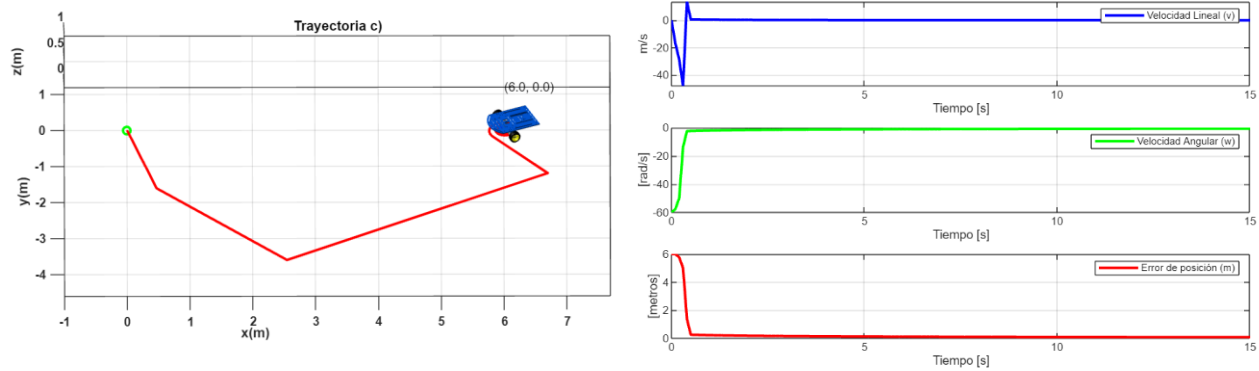 Trayectoria c)
1
0.5
0
z(m)
(6.0, 0.0)
1
0
-1
-2
-3
-4
y(m)
-1 0 1 2 3 4 5 6 7
x(m)
Velocidad Lineal (v)
m/s
0
-20
-40
0 5 10 15
Tiempo [s]
Velocidad Angular (w)
[rad/s]
0
-20
-40
-60
0 5 10 15
Tiempo [s]
Error de posición (m)
[metros]
6
4
2
0
0 5 10 15
Tiempo [s]